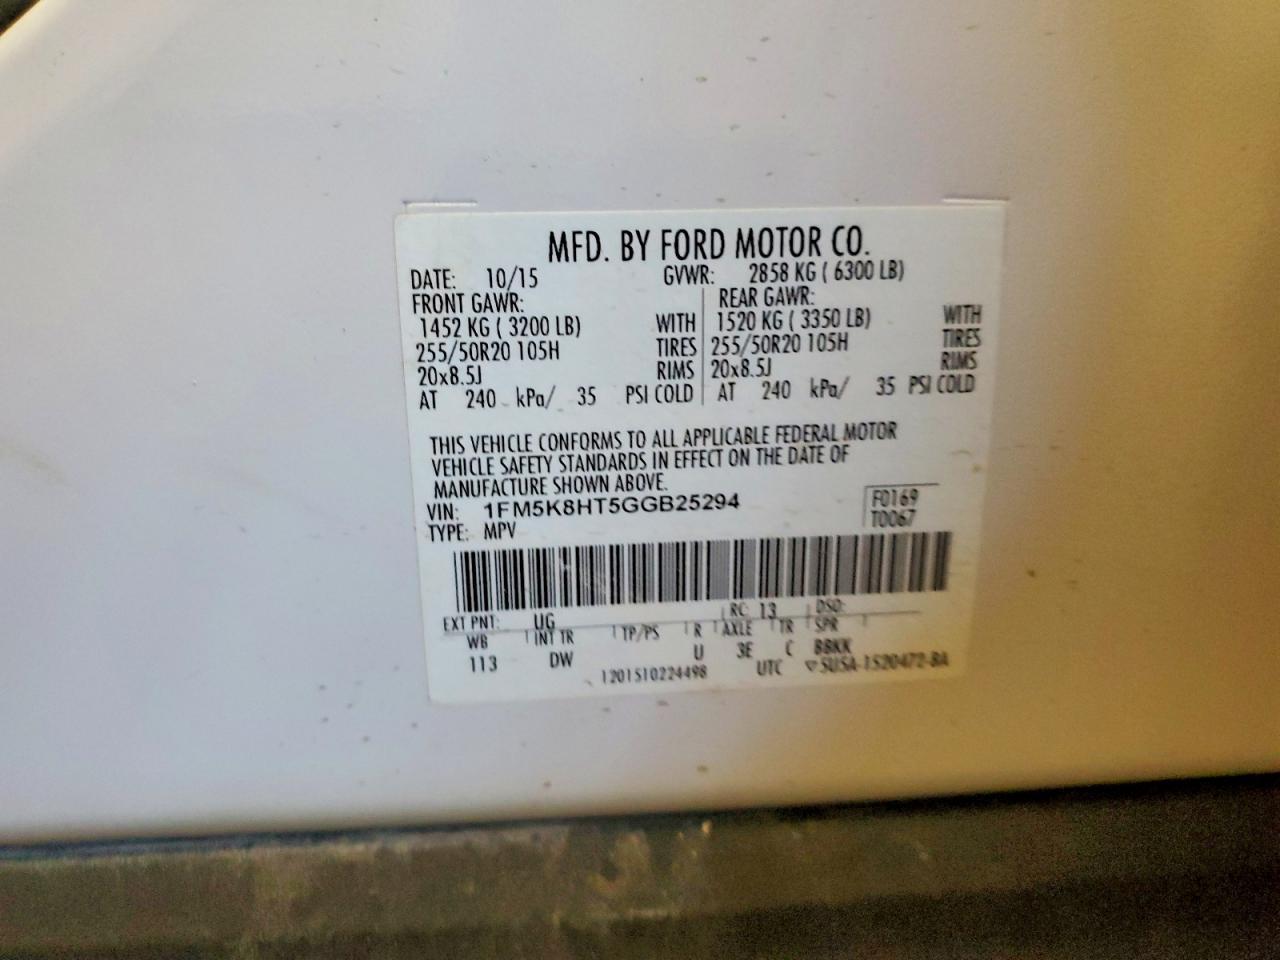 MFD. BY FORD MOTOR CO.
DATE: 10/15 GVWR: 2858 KG ( 6300 LB)
FRONT GAWR: REAR GAWR:
1452 KG ( 3200 LB) WITH 1520 KG ( 3350 LB) WITH
255/50R20 105H TIRES 255/50R20 105H TIRES
20x8.5J RIMS 20x8.5J RIMS
AT 240 kPa/ 35 PSI COLD AT 240 kPa/ 35 PSI COLD
THIS VEHICLE CONFORMS TO ALL APPLICABLE FEDERAL MOTOR
VEHICLE SAFETY STANDARDS IN EFFECT ON THE DATE OF
MANUFACTURE SHOWN ABOVE.
VIN: 1FM5K8HT5GGB25294 F0169
TYPE: MPV T0067
EXT PNT: UG RC: 13 DSO:
WB INT TR TP/PS R AXLE TR SPR
113 DW U 3E C BBKK
1201510224498 UTC ▽5U5A-1520472-BA